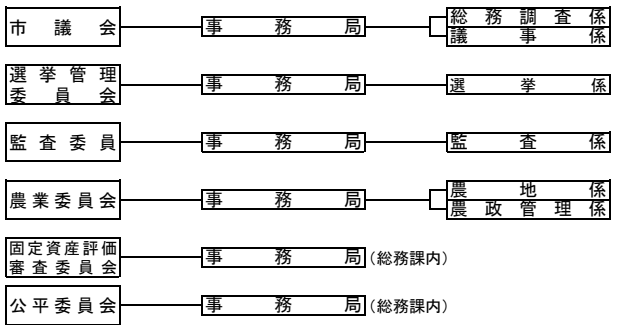 市議会 事務局 総務調査係
議事係
選挙管理委員会 事務局 選挙係
監査委員 事務局 監査係
農業委員会 事務局 農地係
農政管理係
固定資産評価審査委員会 事務局 (総務課内)
公平委員会 事務局 (総務課内)